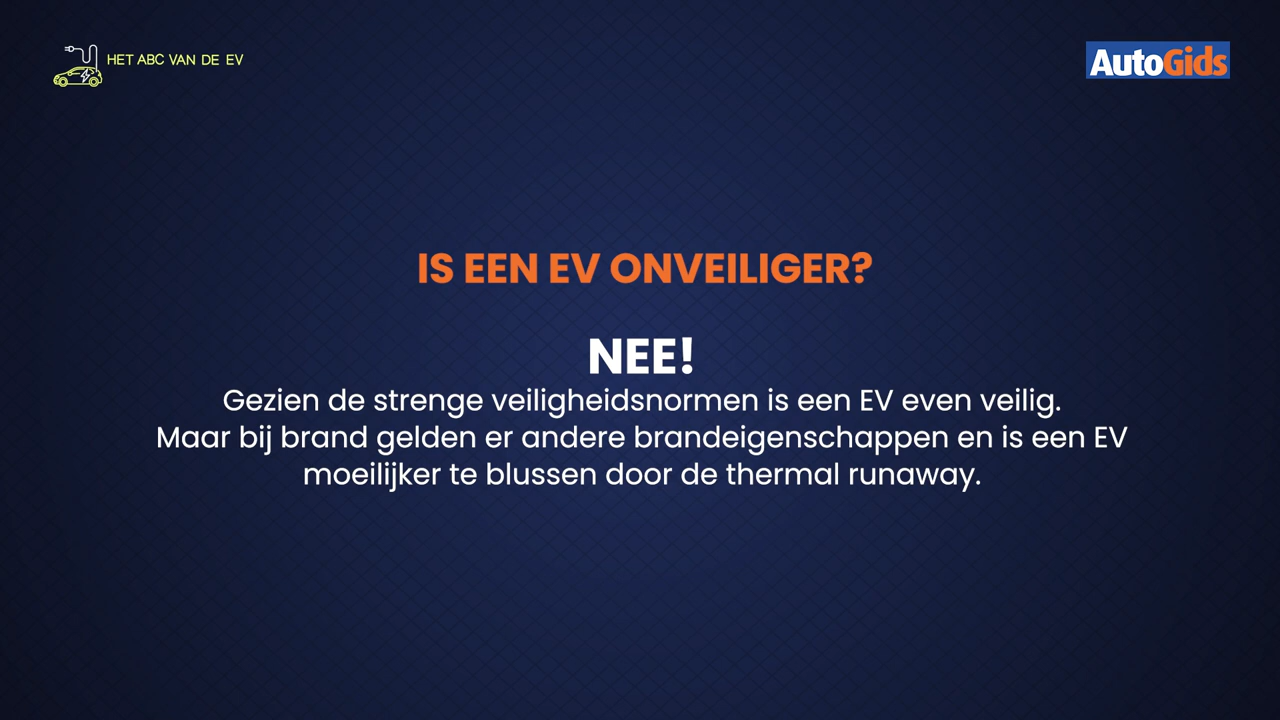 HET ABC VAN DE EV
AutoGids
IS EEN EV ONVEILIGER?
NEE!
Gezien de strenge veiligheidsnormen is een EV even veilig.
Maar bij brand gelden er andere brandeigenschappen en is een EV
moeilijker te blussen door de thermal runaway.